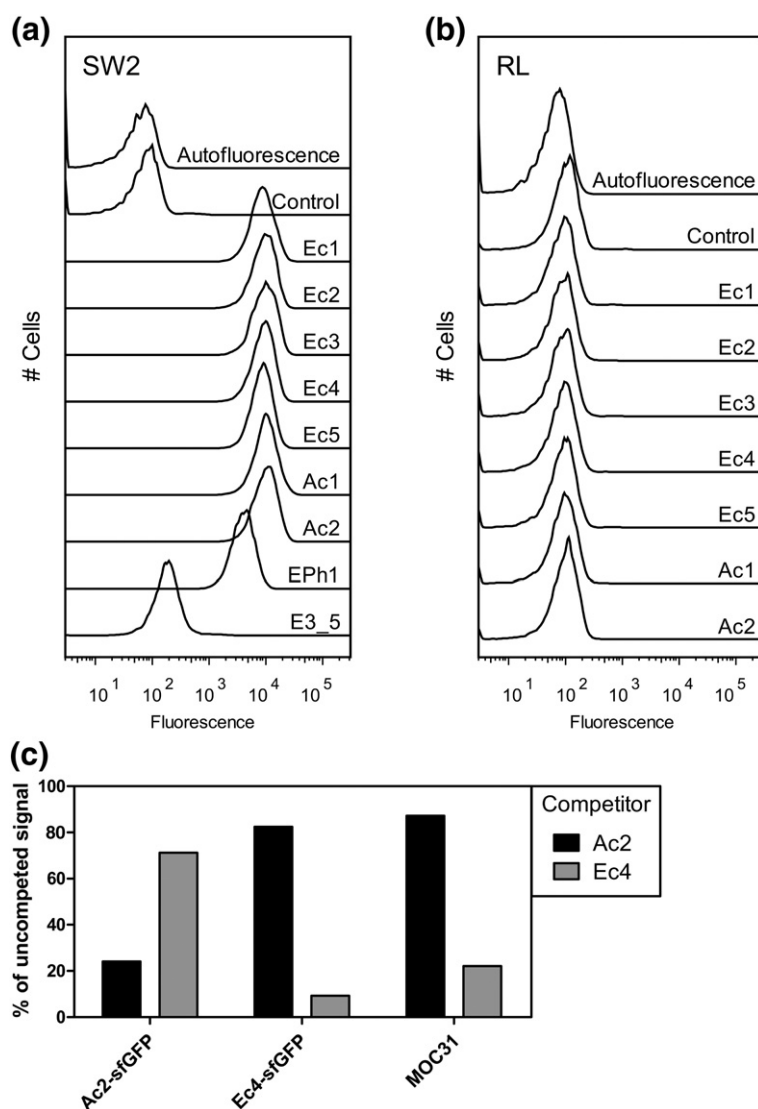 (a)
SW2
Autofluorescence
Control
Ec1
Ec2
Ec3
Ec4
Ec5
Ac1
Ac2
EPh1
E3_5
# Cells
10^1 10^2 10^3 10^4 10^5
Fluorescence
(b)
RL
Autofluorescence
Control
Ec1
Ec2
Ec3
Ec4
Ec5
Ac1
Ac2
# Cells
10^1 10^2 10^3 10^4 10^5
Fluorescence
(c)
% of uncompeted signal
100
80
60
40
20
0
Ac2-sfGFP
Ec4-sfGFP
MOC31
Competitor
Ac2
Ec4